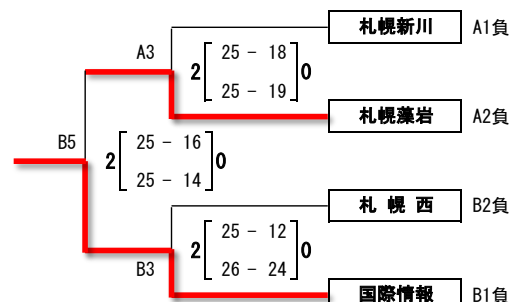 札幌新川 A1負
A3
2 25 - 18 0
25 - 19
札幌藻岩 A2負
B5
2 25 - 16 0
25 - 14
札幌西 B2負
2 25 - 12 0
26 - 24
B3
国際情報 B1負